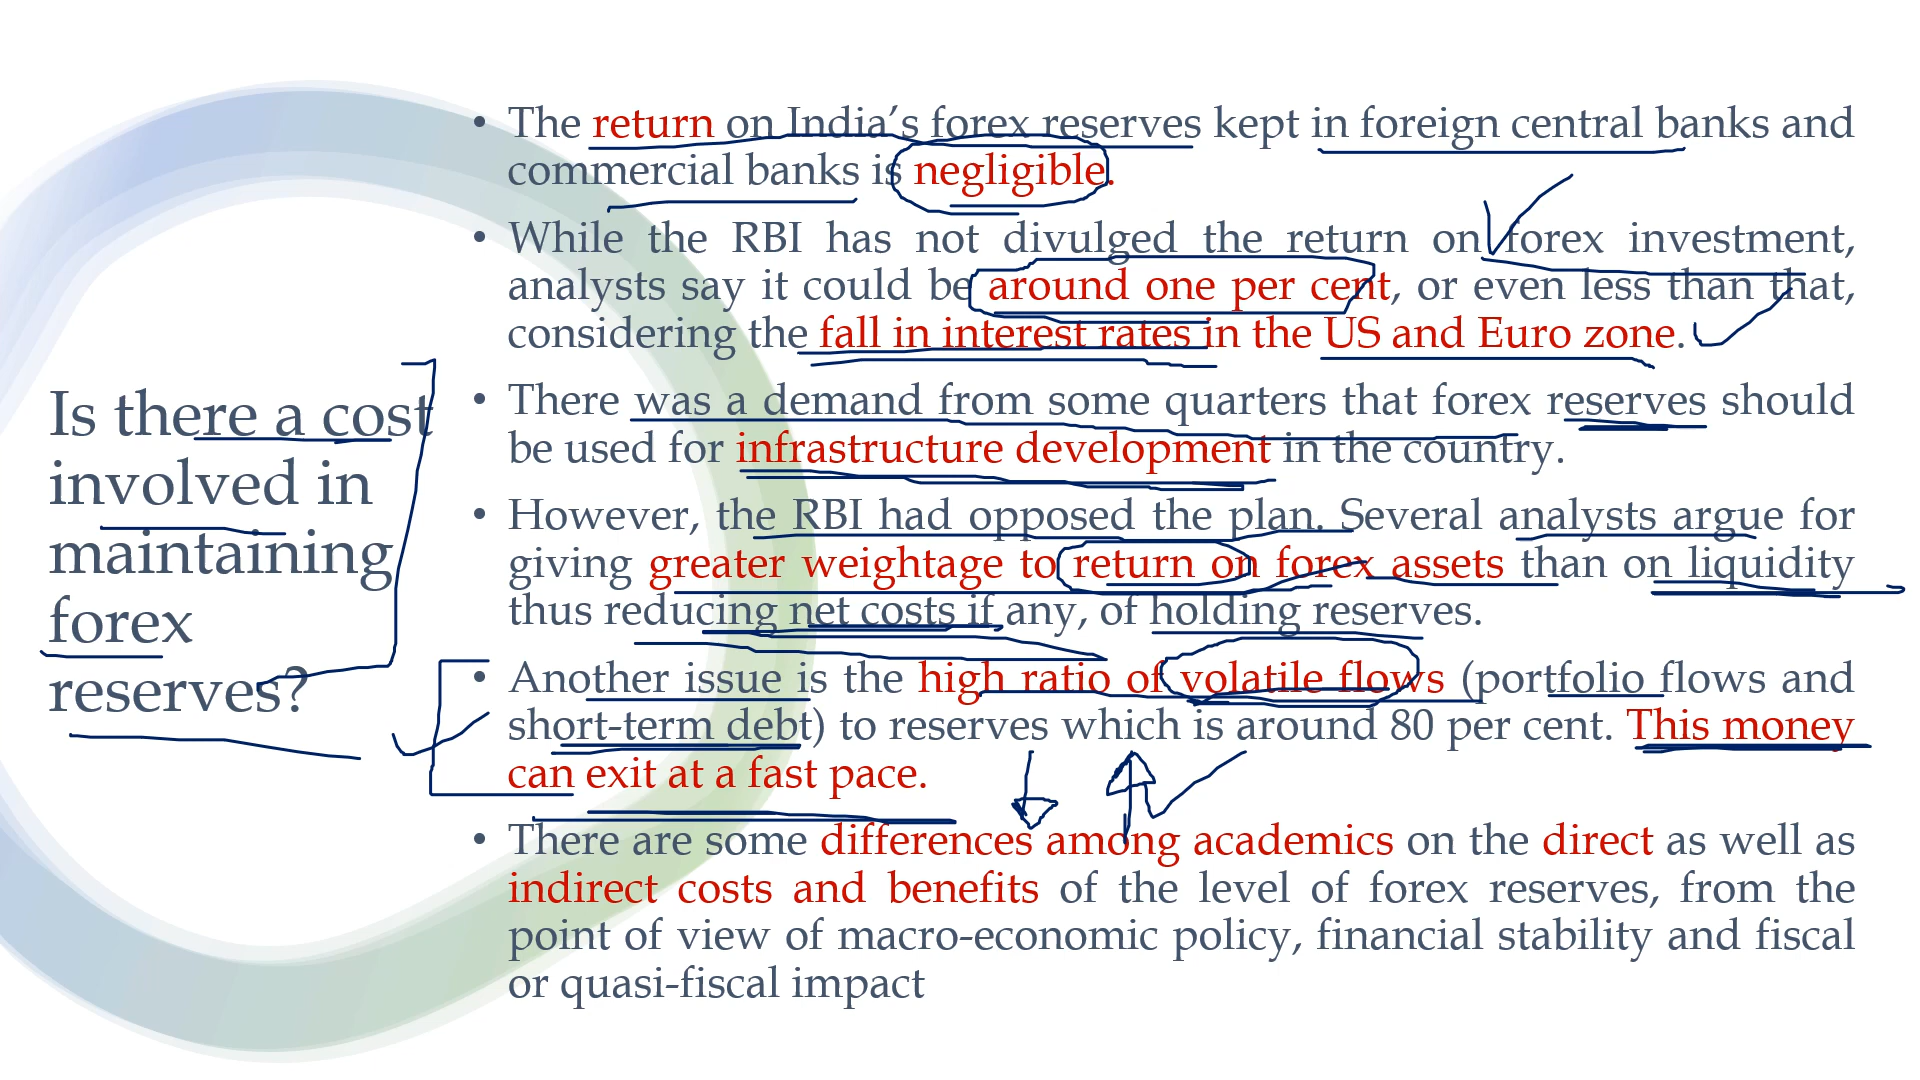 Is there a cost
involved in
maintaining
forex
reserves?
• The return on India’s forex reserves kept in foreign central banks and
commercial banks is negligible.
• While the RBI has not divulged the return on forex investment,
analysts say it could be around one per cent, or even less than that,
considering the fall in interest rates in the US and Euro zone.
• There was a demand from some quarters that forex reserves should
be used for infrastructure development in the country.
• However, the RBI had opposed the plan. Several analysts argue for
giving greater weightage to return on forex assets than on liquidity
thus reducing net costs if any, of holding reserves.
• Another issue is the high ratio of volatile flows (portfolio flows and
short-term debt) to reserves which is around 80 per cent. This money
can exit at a fast pace.
• There are some differences among academics on the direct as well as
indirect costs and benefits of the level of forex reserves, from the
point of view of macro-economic policy, financial stability and fiscal
or quasi-fiscal impact